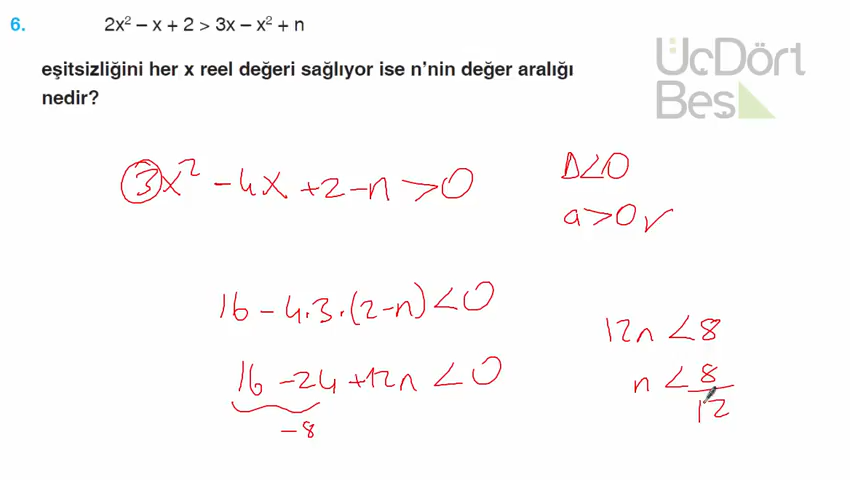 6. 2x² – x + 2 > 3x – x² + n
eşitsizliğini her x reel değeri sağlıyor ise n'nin değer aralığı
nedir?
ÜçDört
Beş
3x² - 4x + 2 - n > 0
Δ < 0
a > 0 ✓
16 - 4.3.(2-n) < 0
16 - 24 + 12n < 0
-8
12n < 8
n < 8/12